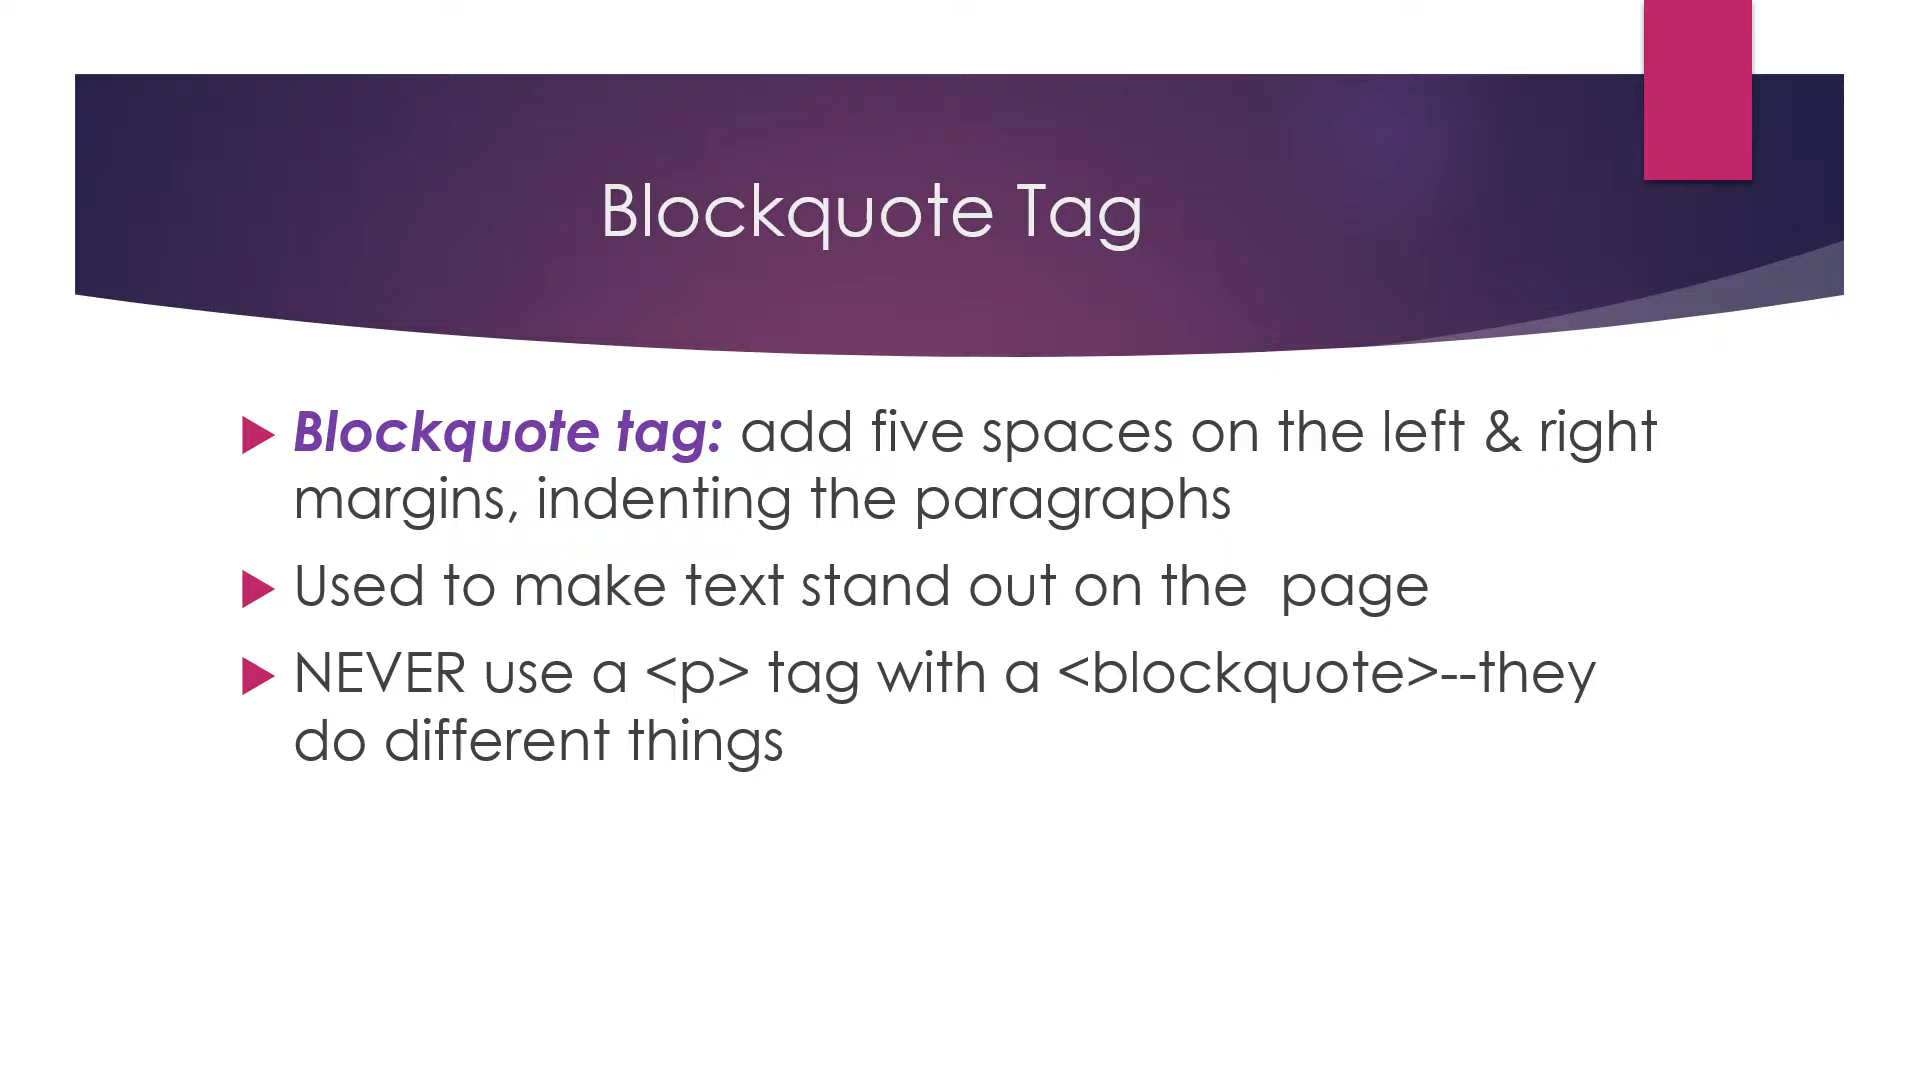 Blockquote Tag
Blockquote tag: add five spaces on the left & right
margins, indenting the paragraphs
Used to make text stand out on the  page
NEVER use a <p> tag with a <blockquote>--they
do different things